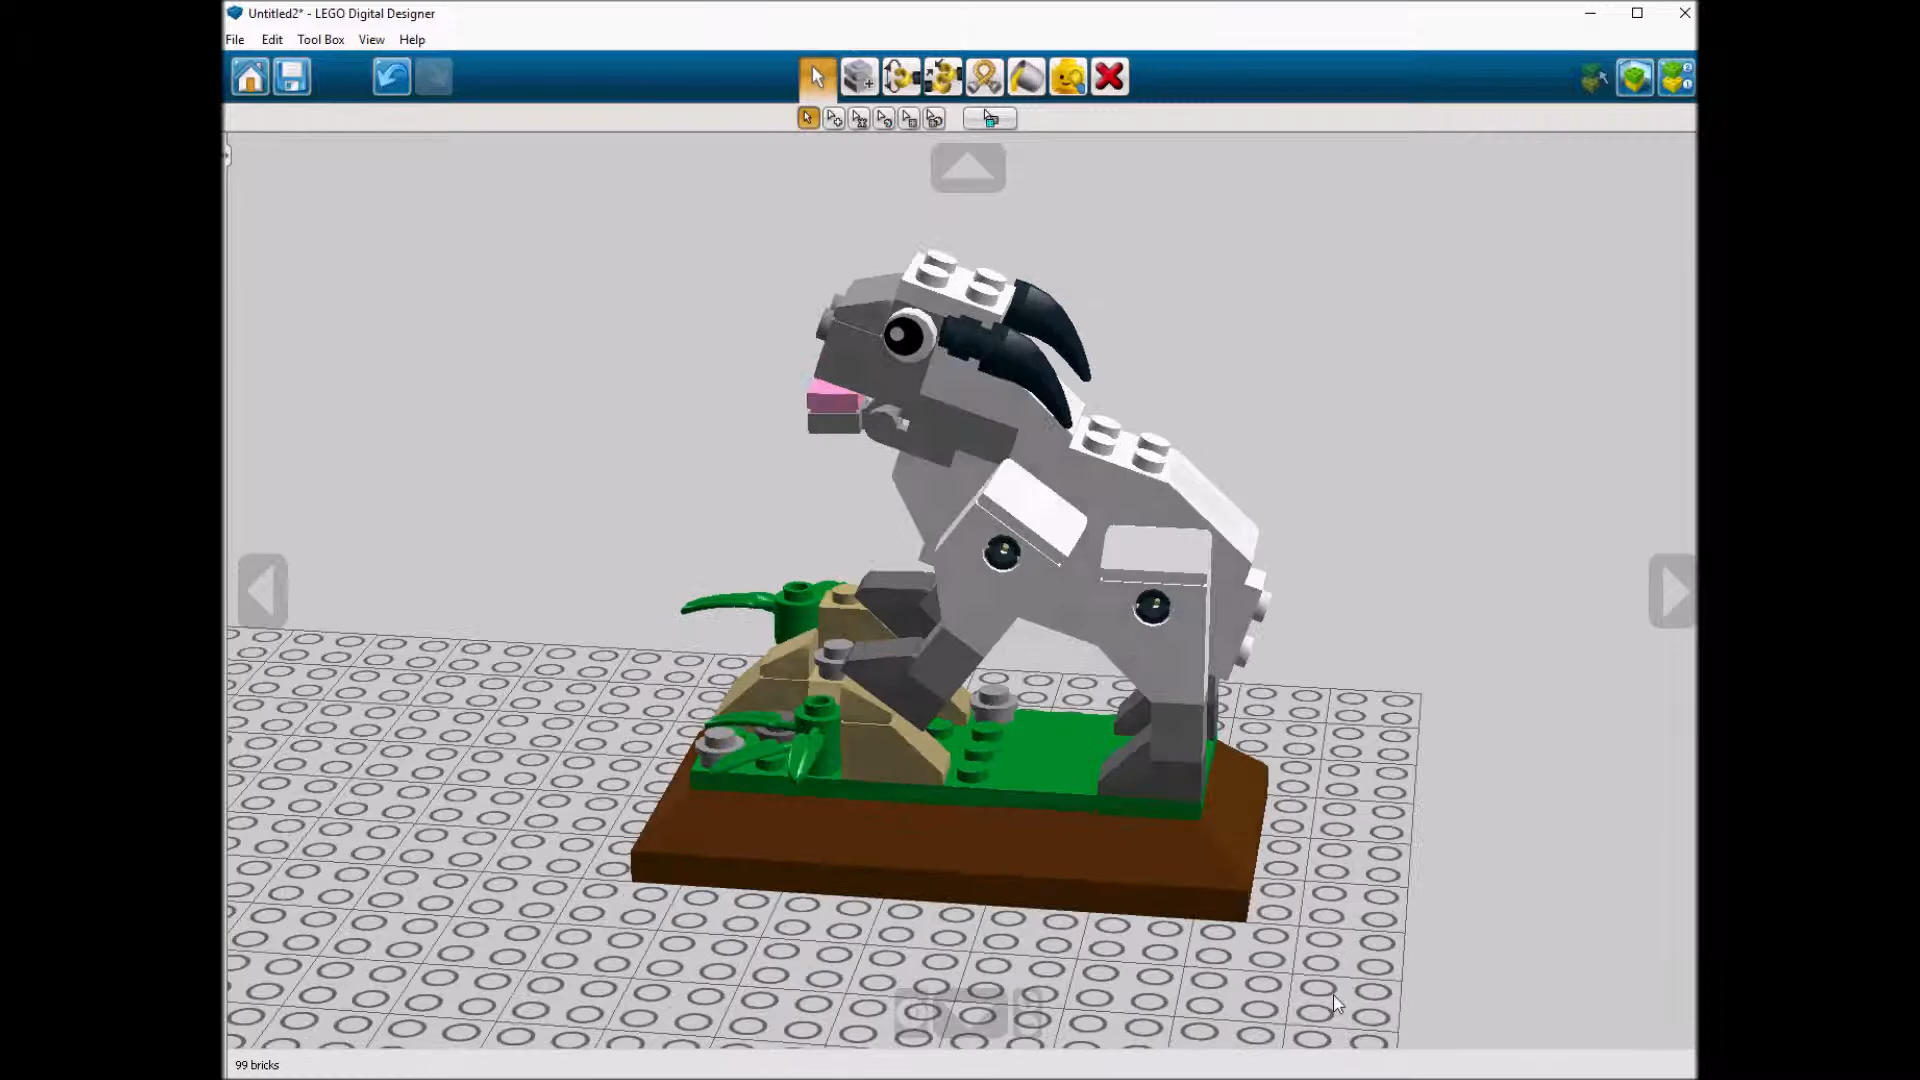 Untitled2* - LEGO Digital Designer
File Edit Tool Box View Help
99 bricks